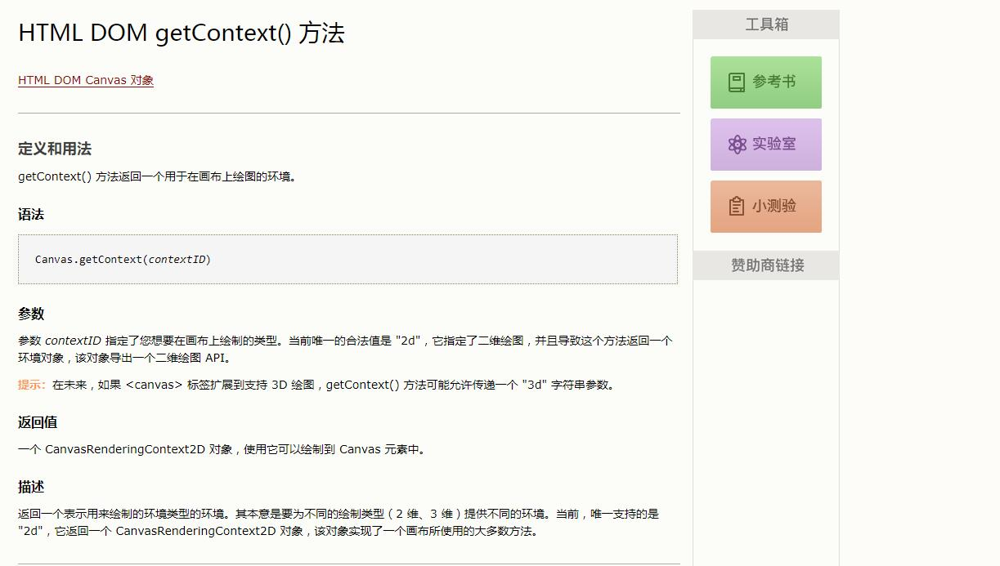 HTML DOM getContext() 方法
HTML DOM Canvas 对象
定义和用法
getContext() 方法返回一个用于在画布上绘图的环境。
语法
Canvas.getContext(contextID)
参数
参数 contextID 指定了您想要在画布上绘制的类型。当前唯一的合法值是 "2d"，它指定了二维绘图，并且导致这个方法返回一个
环境对象，该对象导出一个二维绘图 API。
提示：在未来，如果 <canvas> 标签扩展到支持 3D 绘图，getContext() 方法可能允许传递一个 "3d" 字符串参数。
返回值
一个 CanvasRenderingContext2D 对象，使用它可以绘制到 Canvas 元素中。
描述
返回一个表示用来绘制的环境类型的环境。其本意是要为不同的绘制类型（2 维、3 维）提供不同的环境。当前，唯一支持的是
"2d"，它返回一个 CanvasRenderingContext2D 对象，该对象实现了一个画布所使用的大多数方法。
工具箱
参考书
实验室
小测验
赞助商链接